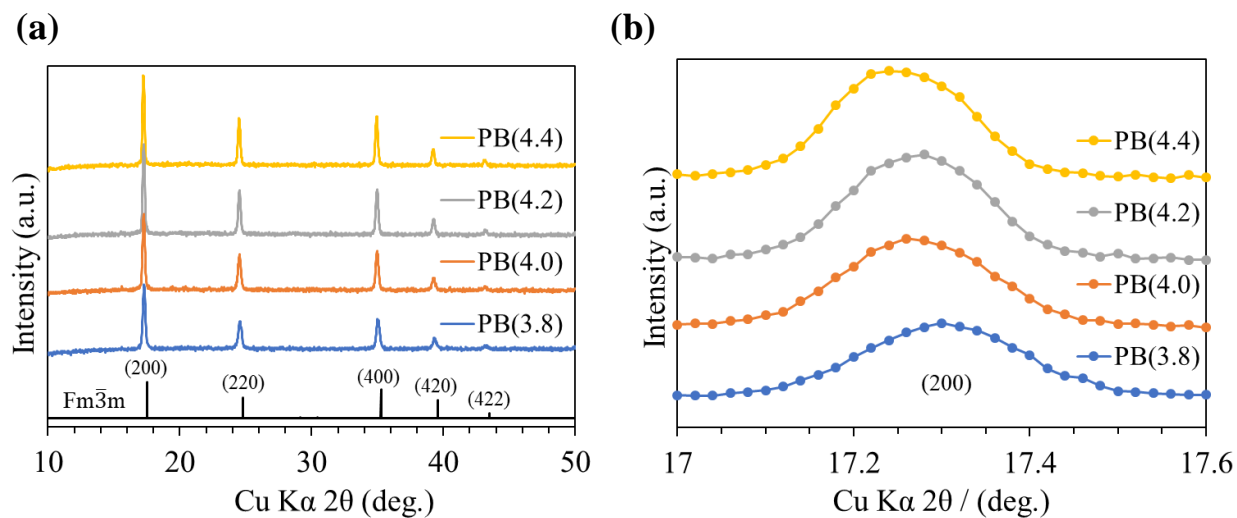 (a)
Intensity (a.u.)
PB(4.4)
PB(4.2)
PB(4.0)
PB(3.8)
(200)
(220)
(400)
(420)
(422)
Fm3̅m
10
20
30
40
50
Cu Kα 2θ (deg.)
(b)
Intensity (a.u.)
PB(4.4)
PB(4.2)
PB(4.0)
PB(3.8)
(200)
17
17.2
17.4
17.6
Cu Kα 2θ / (deg.)